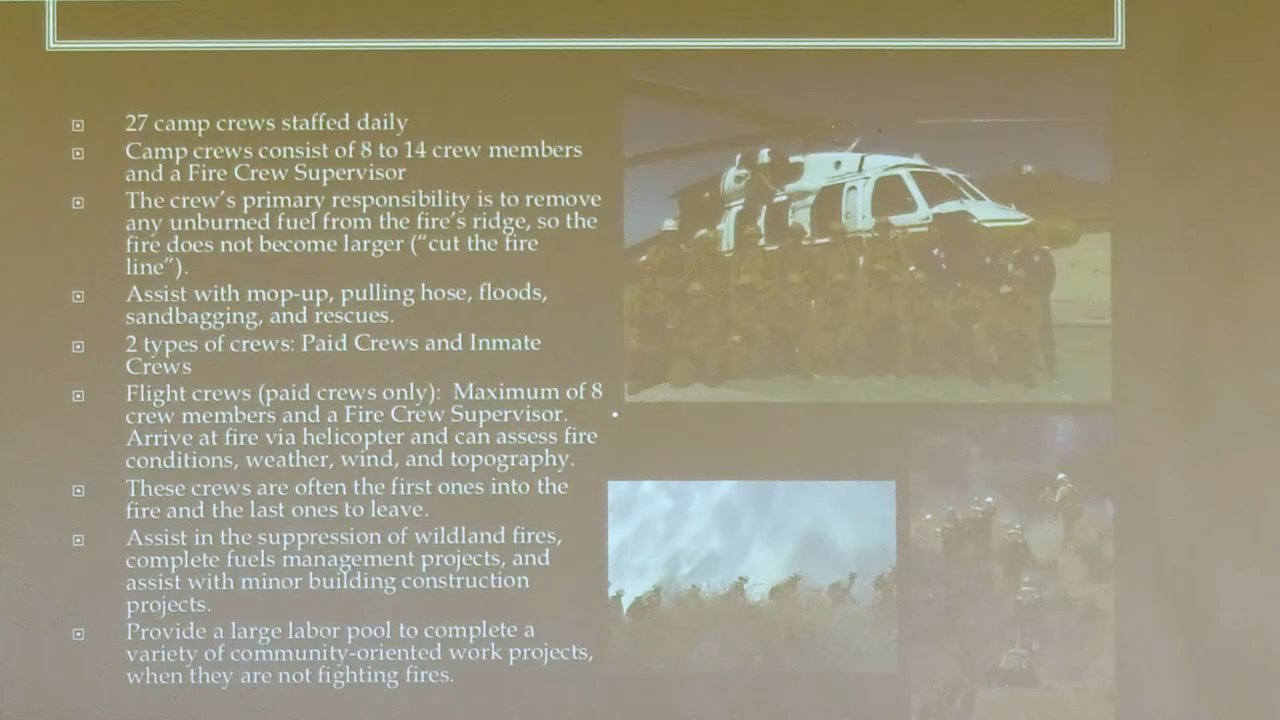 27 camp crews staffed daily
Camp crews consist of 8 to 14 crew members
and a Fire Crew Supervisor
The crew's primary responsibility is to remove
any unburned fuel from the fire's ridge, so the
fire does not become larger ("cut the fire
line").
Assist with mop-up, pulling hose, floods,
sandbagging, and rescues.
2 types of crews: Paid Crews and Inmate
Crews
Flight crews (paid crews only):  Maximum of 8
crew members and a Fire Crew Supervisor.
Arrive at fire via helicopter and can assess fire
conditions, weather, wind, and topography.
These crews are often the first ones into the
fire and the last ones to leave.
Assist in the suppression of wildland fires,
complete fuels management projects, and
assist with minor building construction
projects.
Provide a large labor pool to complete a
variety of community-oriented work projects,
when they are not fighting fires.